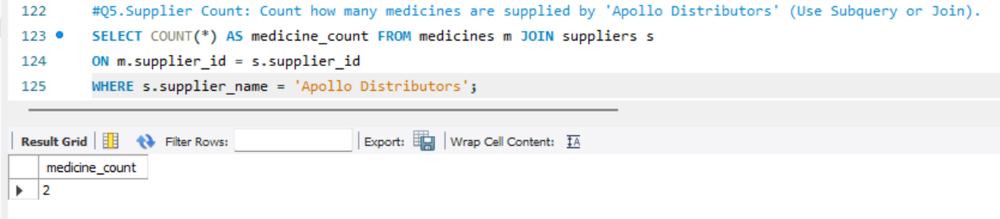 122 #Q5.Supplier Count: Count how many medicines are supplied by 'Apollo Distributors' (Use Subquery or Join).
123 SELECT COUNT(*) AS medicine_count FROM medicines m JOIN suppliers s
124 ON m.supplier_id = s.supplier_id
125 WHERE s.supplier_name = 'Apollo Distributors';
Result Grid Filter Rows: Export: Wrap Cell Content: IA
medicine_count
2